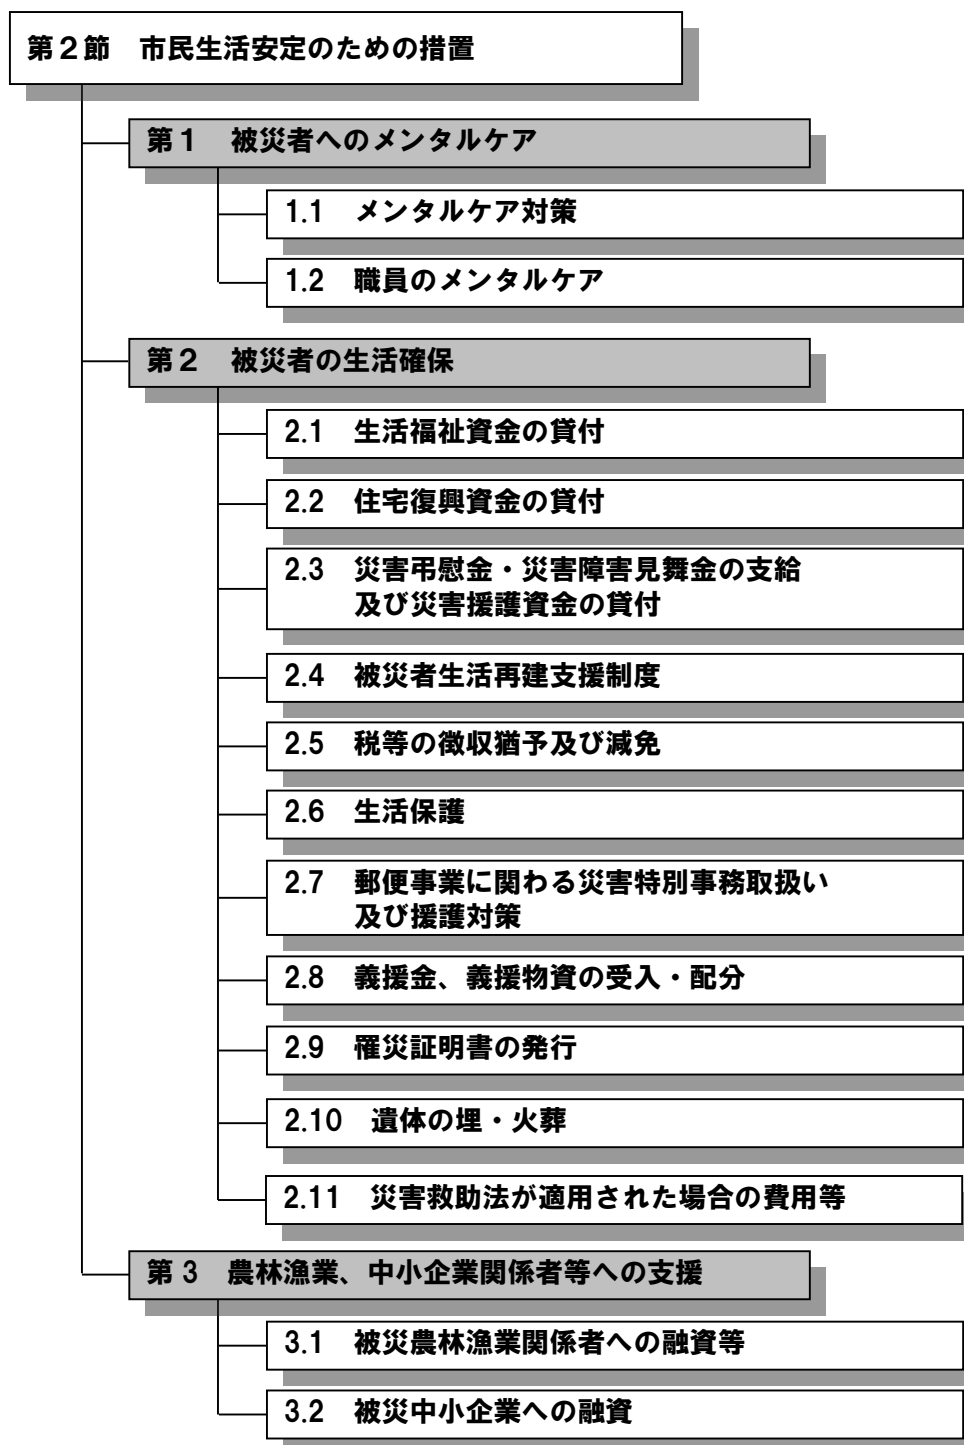 第２節　市民生活安定のための措置
第１　被災者へのメンタルケア
1.1　メンタルケア対策
1.2　職員のメンタルケア
第２　被災者の生活確保
2.1　生活福祉資金の貸付
2.2　住宅復興資金の貸付
2.3　災害弔慰金・災害障害見舞金の支給
及び災害援護資金の貸付
2.4　被災者生活再建支援制度
2.5　税等の徴収猶予及び減免
2.6　生活保護
2.7　郵便事業に関わる災害特別事務取扱い
及び援護対策
2.8　義援金、義援物資の受入・配分
2.9　罹災証明書の発行
2.10　遺体の埋・火葬
2.11　災害救助法が適用された場合の費用等
第 3　農林漁業、中小企業関係者等への支援
3.1　被災農林漁業関係者への融資等
3.2　被災中小企業への融資